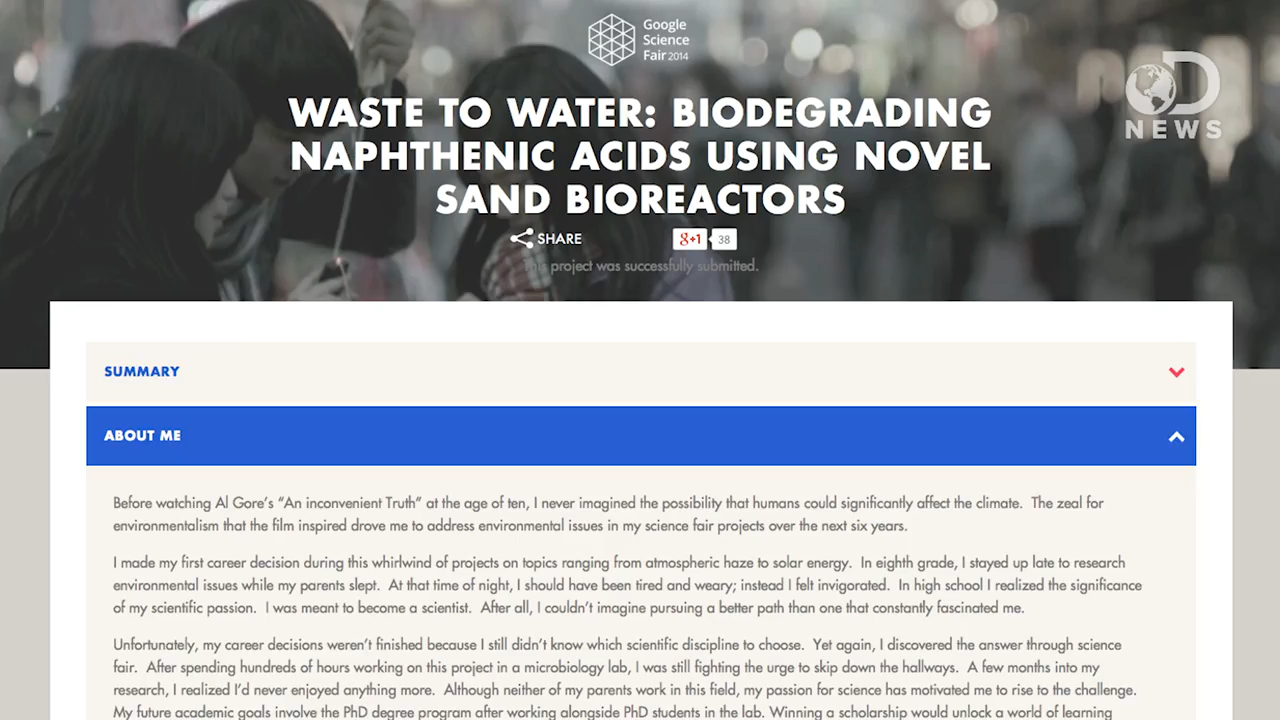 Google
Science
Fair 2014
NEWS
WASTE TO WATER: BIODEGRADING
NAPHTHENIC ACIDS USING NOVEL
SAND BIOREACTORS
SHARE
g+1 38
This project was successfully submitted.
SUMMARY
ABOUT ME
Before watching Al Gore's “An inconvenient Truth” at the age of ten, I never imagined the possibility that humans could significantly affect the climate. The zeal for
environmentalism that the film inspired drove me to address environmental issues in my science fair projects over the next six years.
I made my first career decision during this whirlwind of projects on topics ranging from atmospheric haze to solar energy. In eighth grade, I stayed up late to research
environmental issues while my parents slept. At that time of night, I should have been tired and weary; instead I felt invigorated. In high school I realized the significance
of my scientific passion. I was meant to become a scientist. After all, I couldn't imagine pursuing a better path than one that constantly fascinated me.
Unfortunately, my career decisions weren't finished because I still didn't know which scientific discipline to choose. Yet again, I discovered the answer through science
fair. After spending hundreds of hours working on this project in a microbiology lab, I was still fighting the urge to skip down the hallways. A few months into my
research, I realized I'd never enjoyed anything more. Although neither of my parents work in this field, my passion for science has motivated me to rise to the challenge.
My future academic goals involve the PhD degree program after working alongside PhD students in the lab. Winning a scholarship would unlock a world of learning